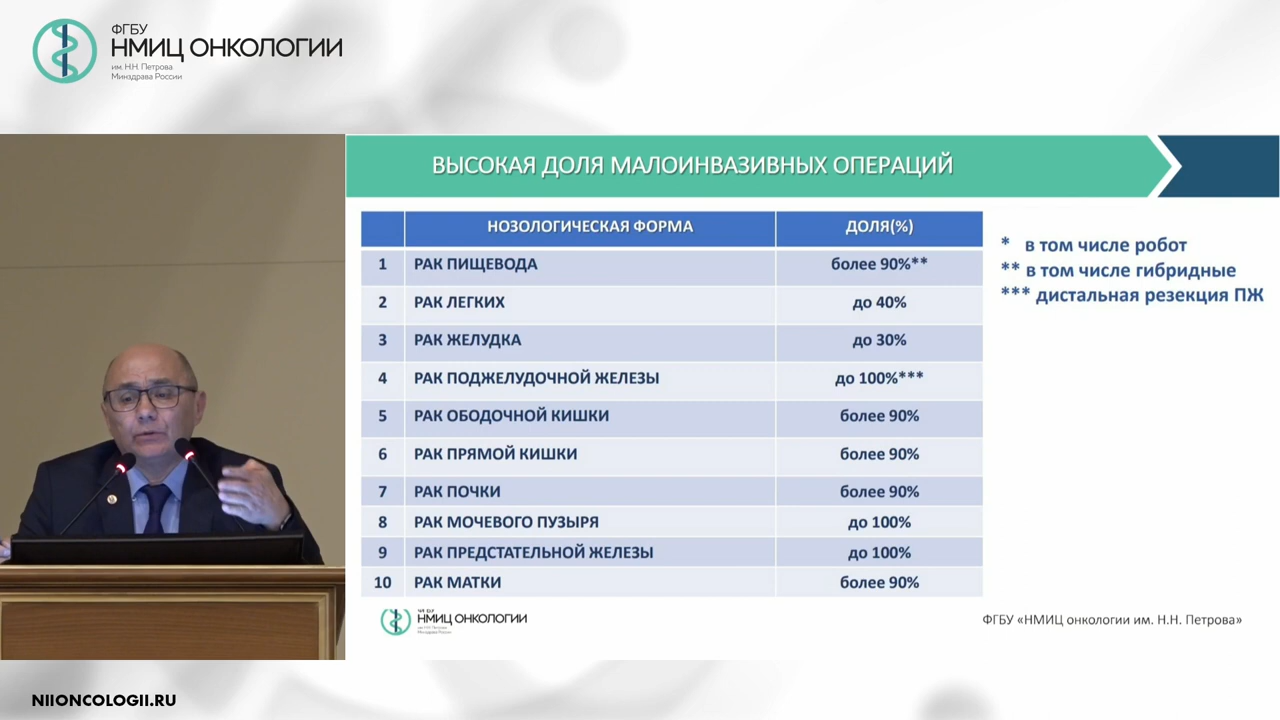 ФГБУ
НМИЦ ОНКОЛОГИИ
им. Н.Н. Петрова
Минздрава России
ВЫСОКАЯ ДОЛЯ МАЛОИНВАЗИВНЫХ ОПЕРАЦИЙ
НОЗОЛОГИЧЕСКАЯ ФОРМА ДОЛЯ(%)
1 РАК ПИЩЕВОДА более 90%**
2 РАК ЛЕГКИХ до 40%
3 РАК ЖЕЛУДКА до 30%
4 РАК ПОДЖЕЛУДОЧНОЙ ЖЕЛЕЗЫ до 100%***
5 РАК ОБОДОЧНОЙ КИШКИ более 90%
6 РАК ПРЯМОЙ КИШКИ более 90%
7 РАК ПОЧКИ более 90%
8 РАК МОЧЕВОГО ПУЗЫРЯ до 100%
9 РАК ПРЕДСТАТЕЛЬНОЙ ЖЕЛЕЗЫ до 100%
10 РАК МАТКИ более 90%
* в том числе робот
** в том числе гибридные
*** дистальная резекция ПЖ
НМИЦ ОНКОЛОГИИ
ФГБУ «НМИЦ онкологии им. Н.Н. Петрова»
NIIONCOLOGII.RU